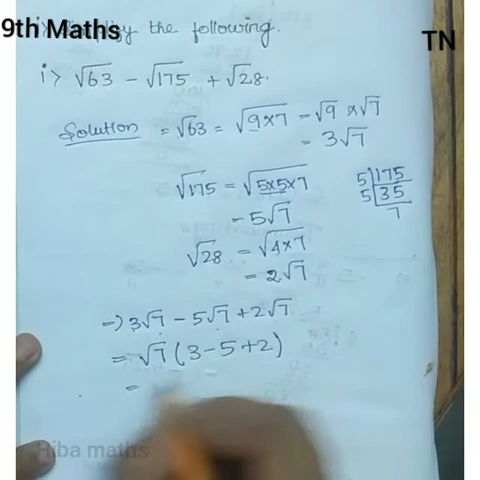 9th Maths
the following.
TN
i> √63 − √175 + √28.
Solution = √63 = √9×7 = √9 × √7
= 3√7
√175 = √5×5×7
= 5√7
5|175
5|35
7
√28 = √4×7
= 2√7
→ 3√7 − 5√7 + 2√7
= √7 (3−5+2)
=
Hiba maths